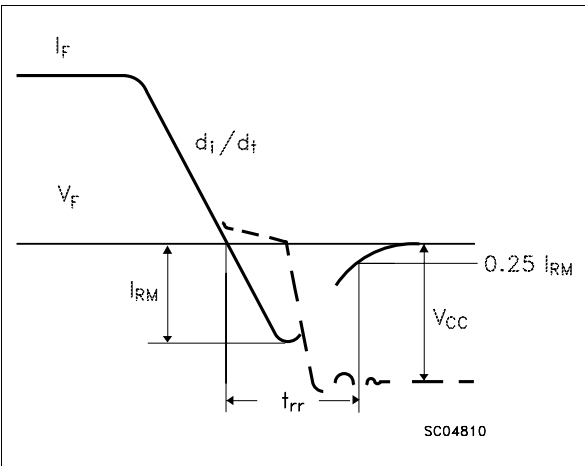 IF
di/dt
VF
0.25 IRM
IRM
VCC
trr
SC04810